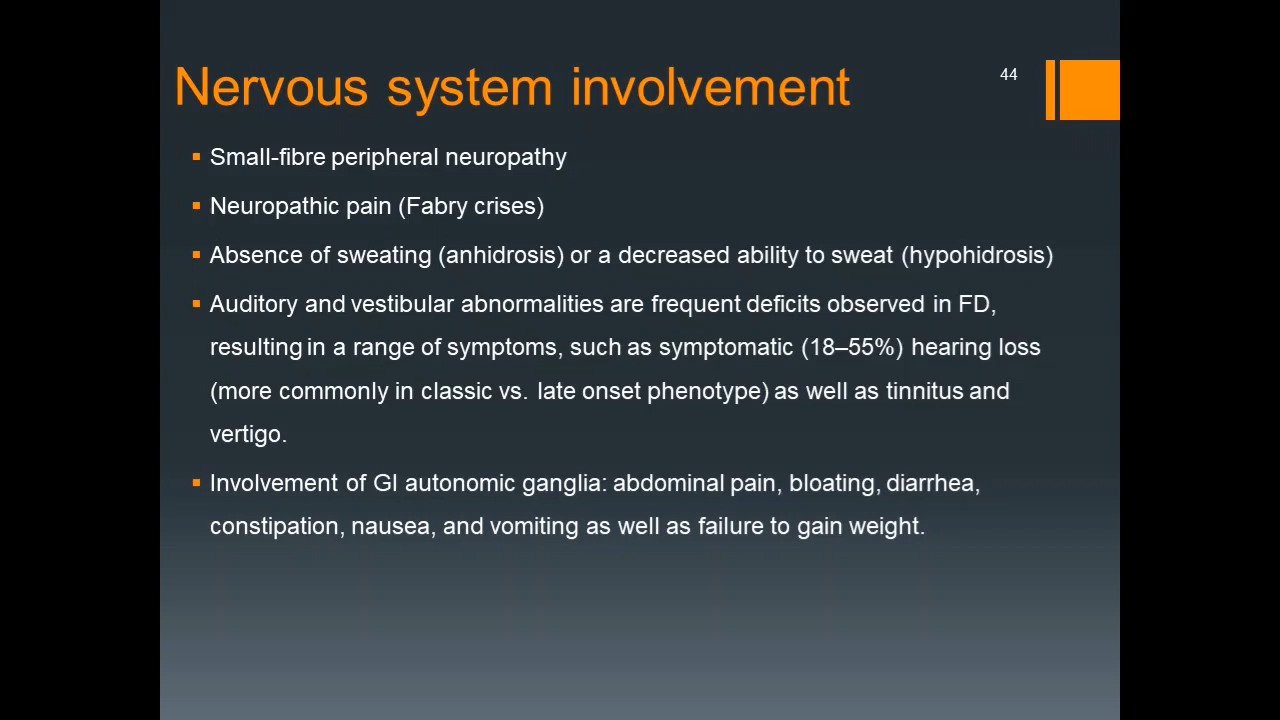 Nervous system involvement
44
▪ Small-fibre peripheral neuropathy
▪ Neuropathic pain (Fabry crises)
▪ Absence of sweating (anhidrosis) or a decreased ability to sweat (hypohidrosis)
▪ Auditory and vestibular abnormalities are frequent deficits observed in FD,
resulting in a range of symptoms, such as symptomatic (18–55%) hearing loss
(more commonly in classic vs. late onset phenotype) as well as tinnitus and
vertigo.
▪ Involvement of GI autonomic ganglia: abdominal pain, bloating, diarrhea,
constipation, nausea, and vomiting as well as failure to gain weight.